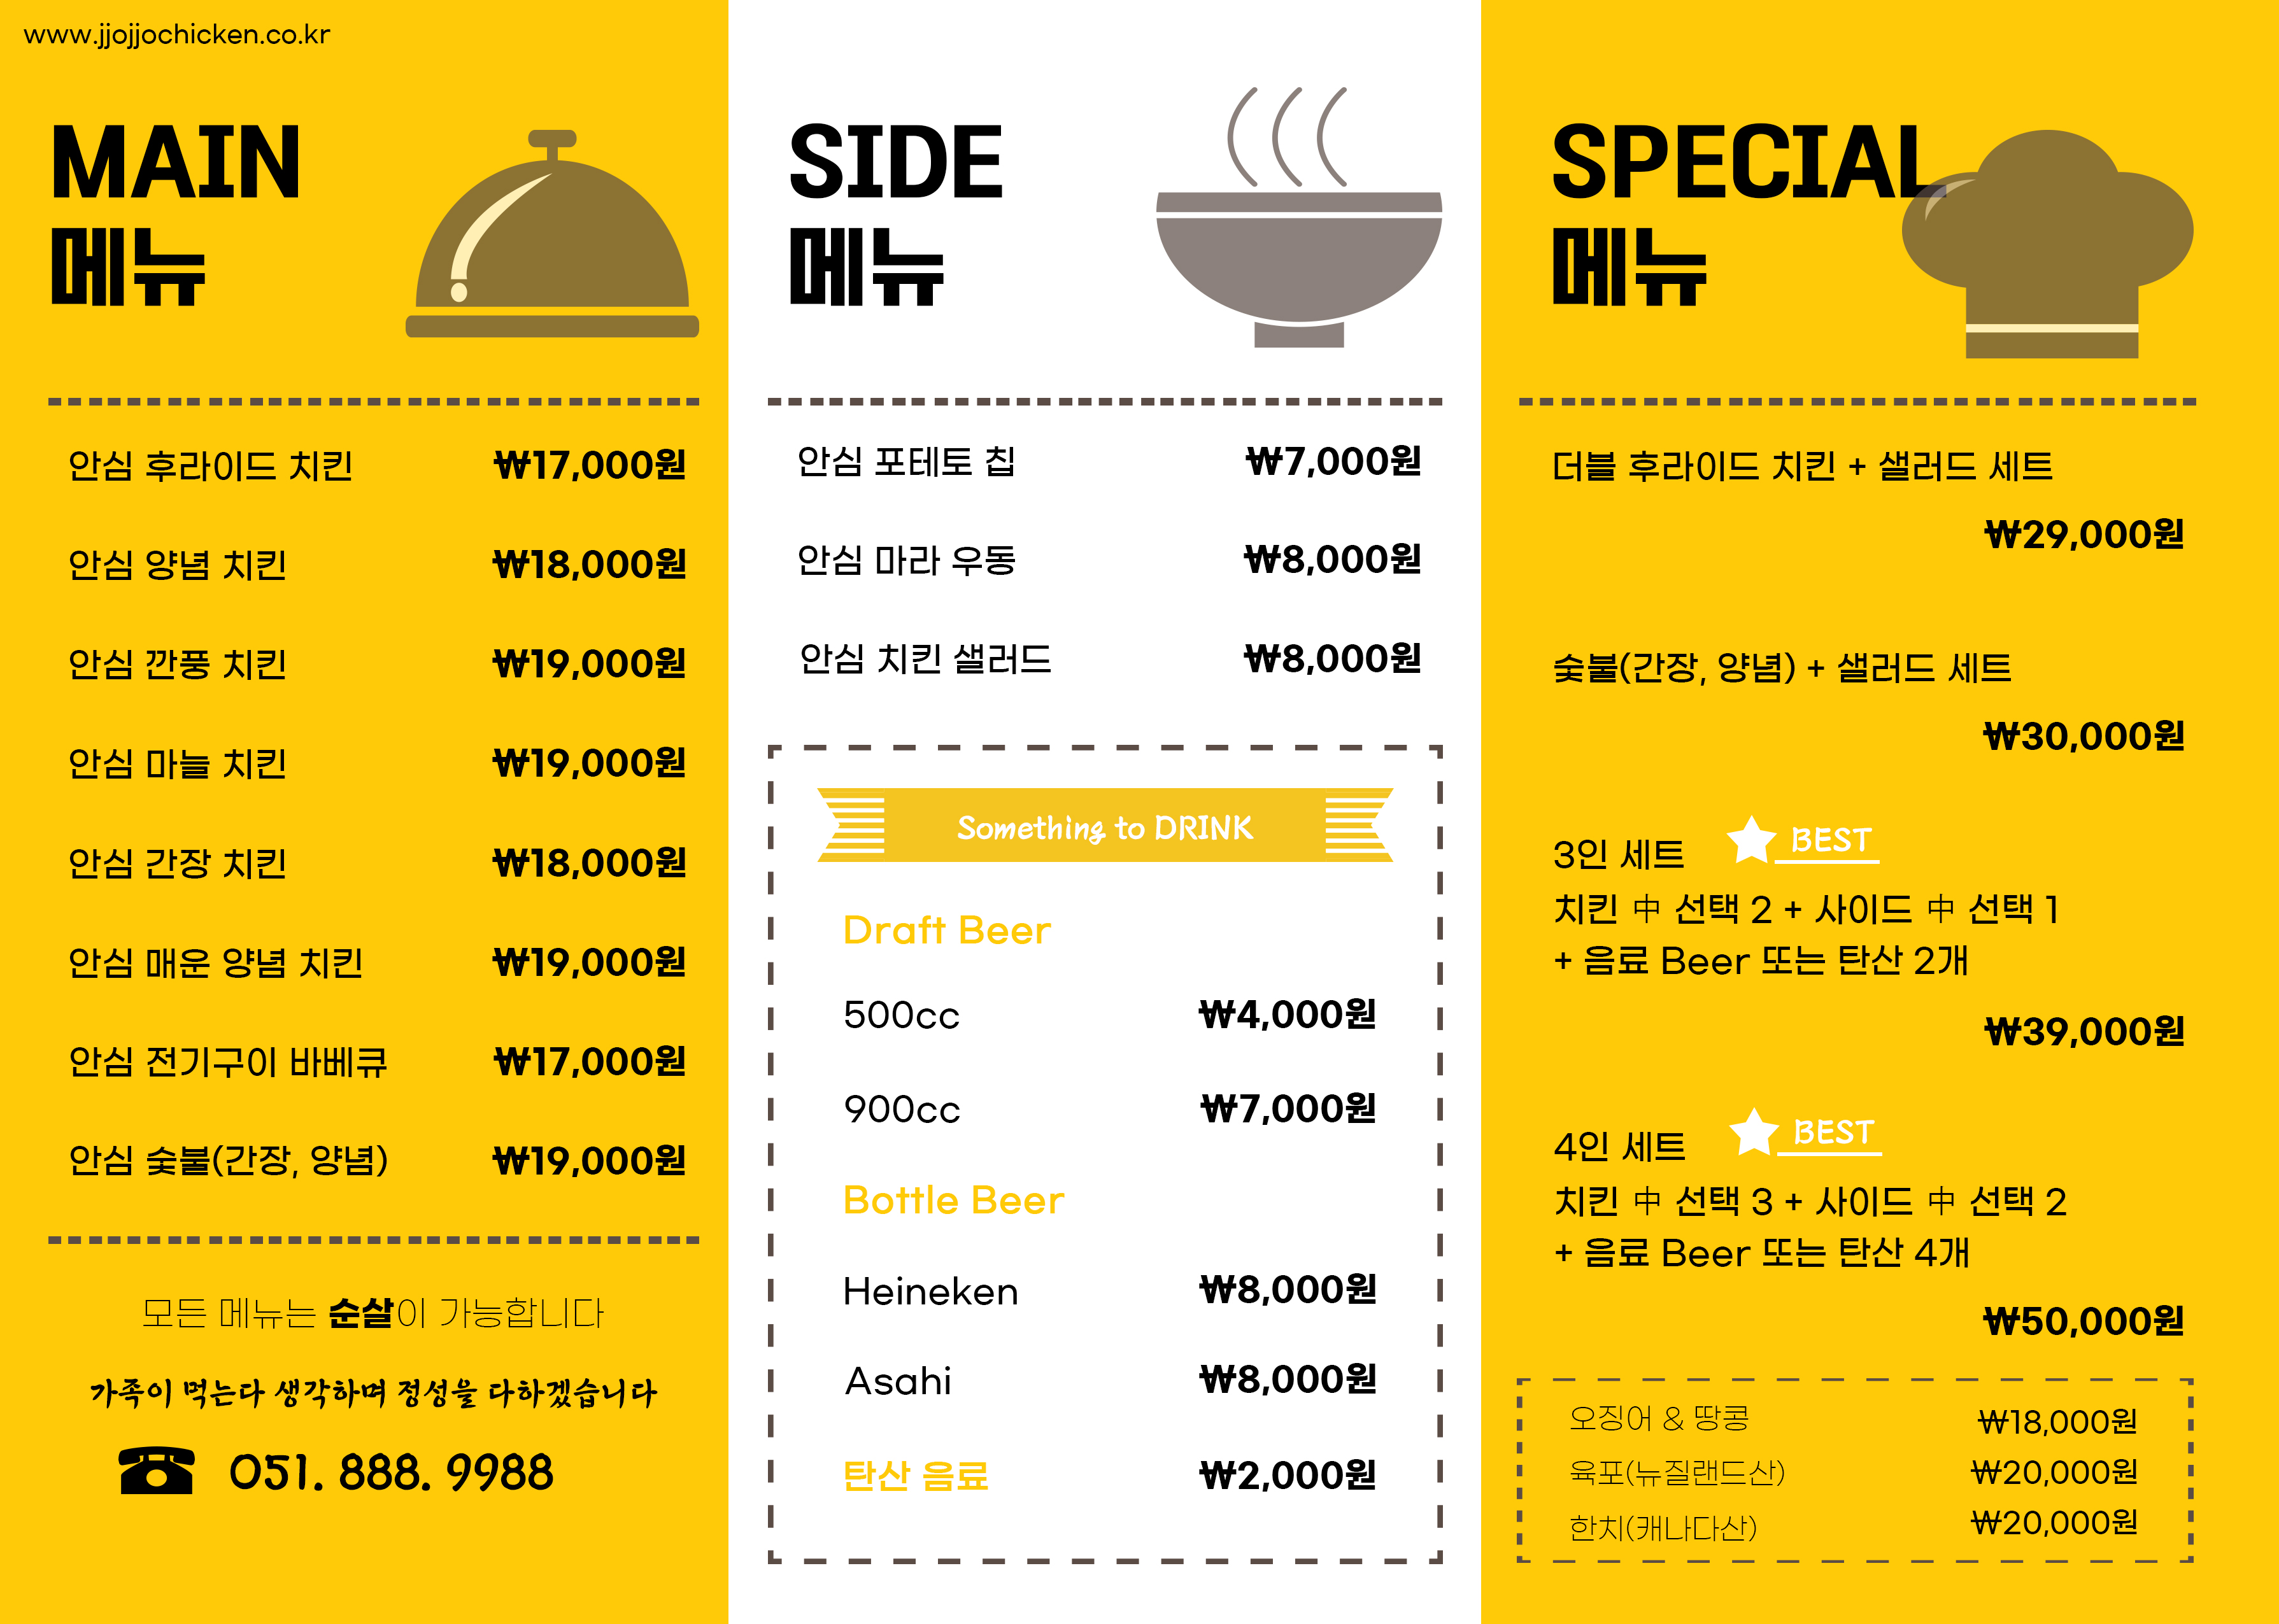 www.jjojjochicken.co.kr
MAIN
메뉴
안심 후라이드 치킨 ₩17,000원
안심 양념 치킨 ₩18,000원
안심 깐풍 치킨 ₩19,000원
안심 마늘 치킨 ₩19,000원
안심 간장 치킨 ₩18,000원
안심 매운 양념 치킨 ₩19,000원
안심 전기구이 바베큐 ₩17,000원
안심 숯불(간장, 양념) ₩19,000원
모든 메뉴는 순살이 가능합니다
가족이 먹는다 생각하며 정성을 다하겠습니다
☎ 051. 888. 9988
SIDE
메뉴
안심 포테토 칩 ₩7,000원
안심 마라 우동 ₩8,000원
안심 치킨 샐러드 ₩8,000원
Something to DRINK
Draft Beer
500cc ₩4,000원
900cc ₩7,000원
Bottle Beer
Heineken ₩8,000원
Asahi ₩8,000원
탄산 음료 ₩2,000원
SPECIAL
메뉴
더블 후라이드 치킨 + 샐러드 세트
₩29,000원
숯불(간장, 양념) + 샐러드 세트
₩30,000원
3인 세트 BEST
치킨 中 선택 2 + 사이드 中 선택 1
+ 음료 Beer 또는 탄산 2개
₩39,000원
4인 세트 BEST
치킨 中 선택 3 + 사이드 中 선택 2
+ 음료 Beer 또는 탄산 4개
₩50,000원
오징어 & 땅콩 ₩18,000원
육포(뉴질랜드산) ₩20,000원
한치(캐나다산) ₩20,000원